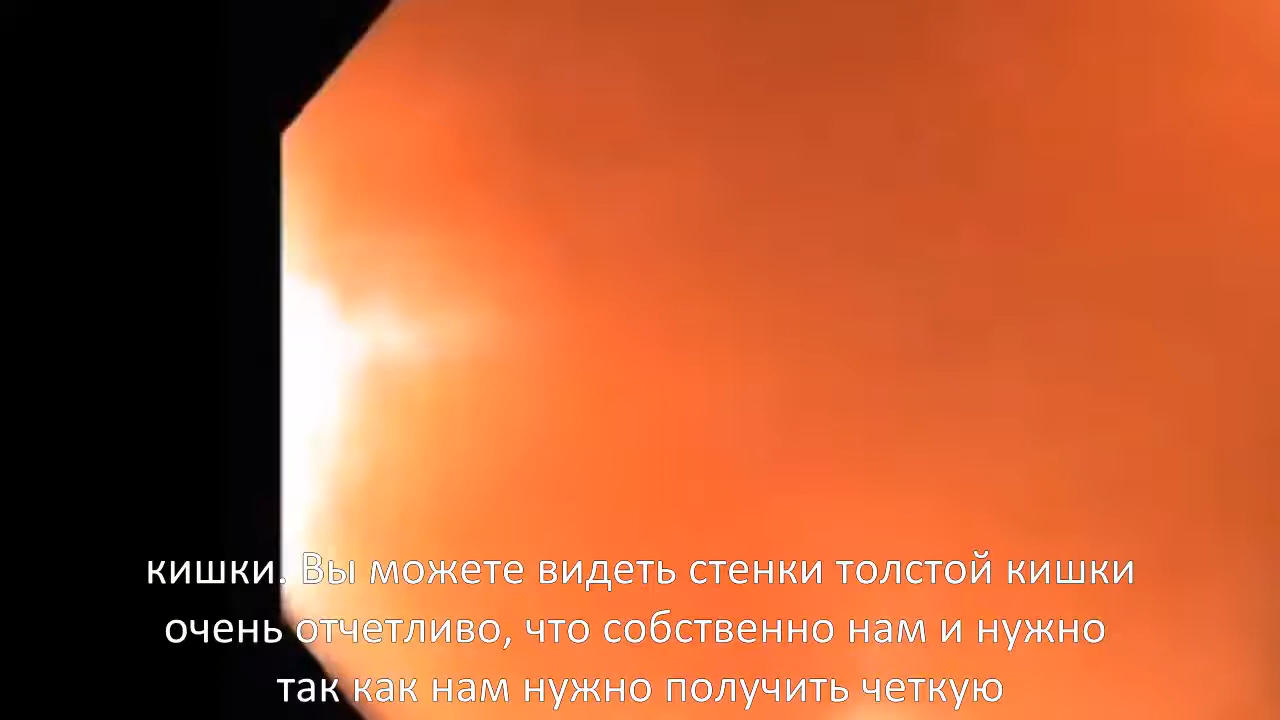 кишки. Вы можете видеть стенки толстой кишки
очень отчетливо, что собственно нам и нужно
так как нам нужно получить четкую